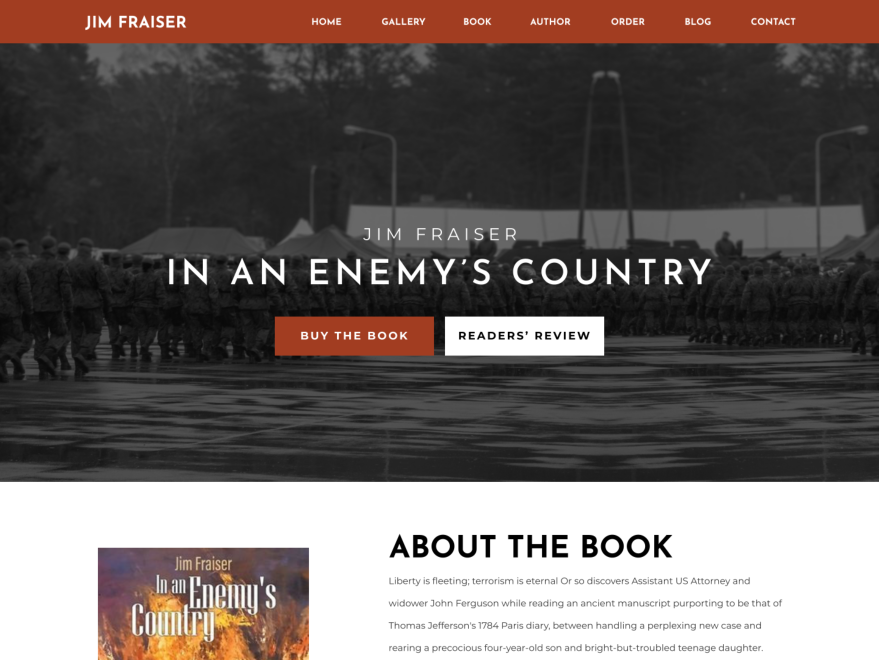 JIM FRAISER
HOME GALLERY BOOK AUTHOR ORDER BLOG CONTACT
JIM FRAISER
IN AN ENEMY’S COUNTRY
BUY THE BOOK
READERS’ REVIEW
ABOUT THE BOOK
Liberty is fleeting; terrorism is eternal Or so discovers Assistant US Attorney and
widower John Ferguson while reading an ancient manuscript purporting to be that of
Thomas Jefferson's 1784 Paris diary, between handling a perplexing new case and
rearing a precocious four-year-old son and bright-but-troubled teenage daughter.
Jim Fraiser
In an Enemy's
Country